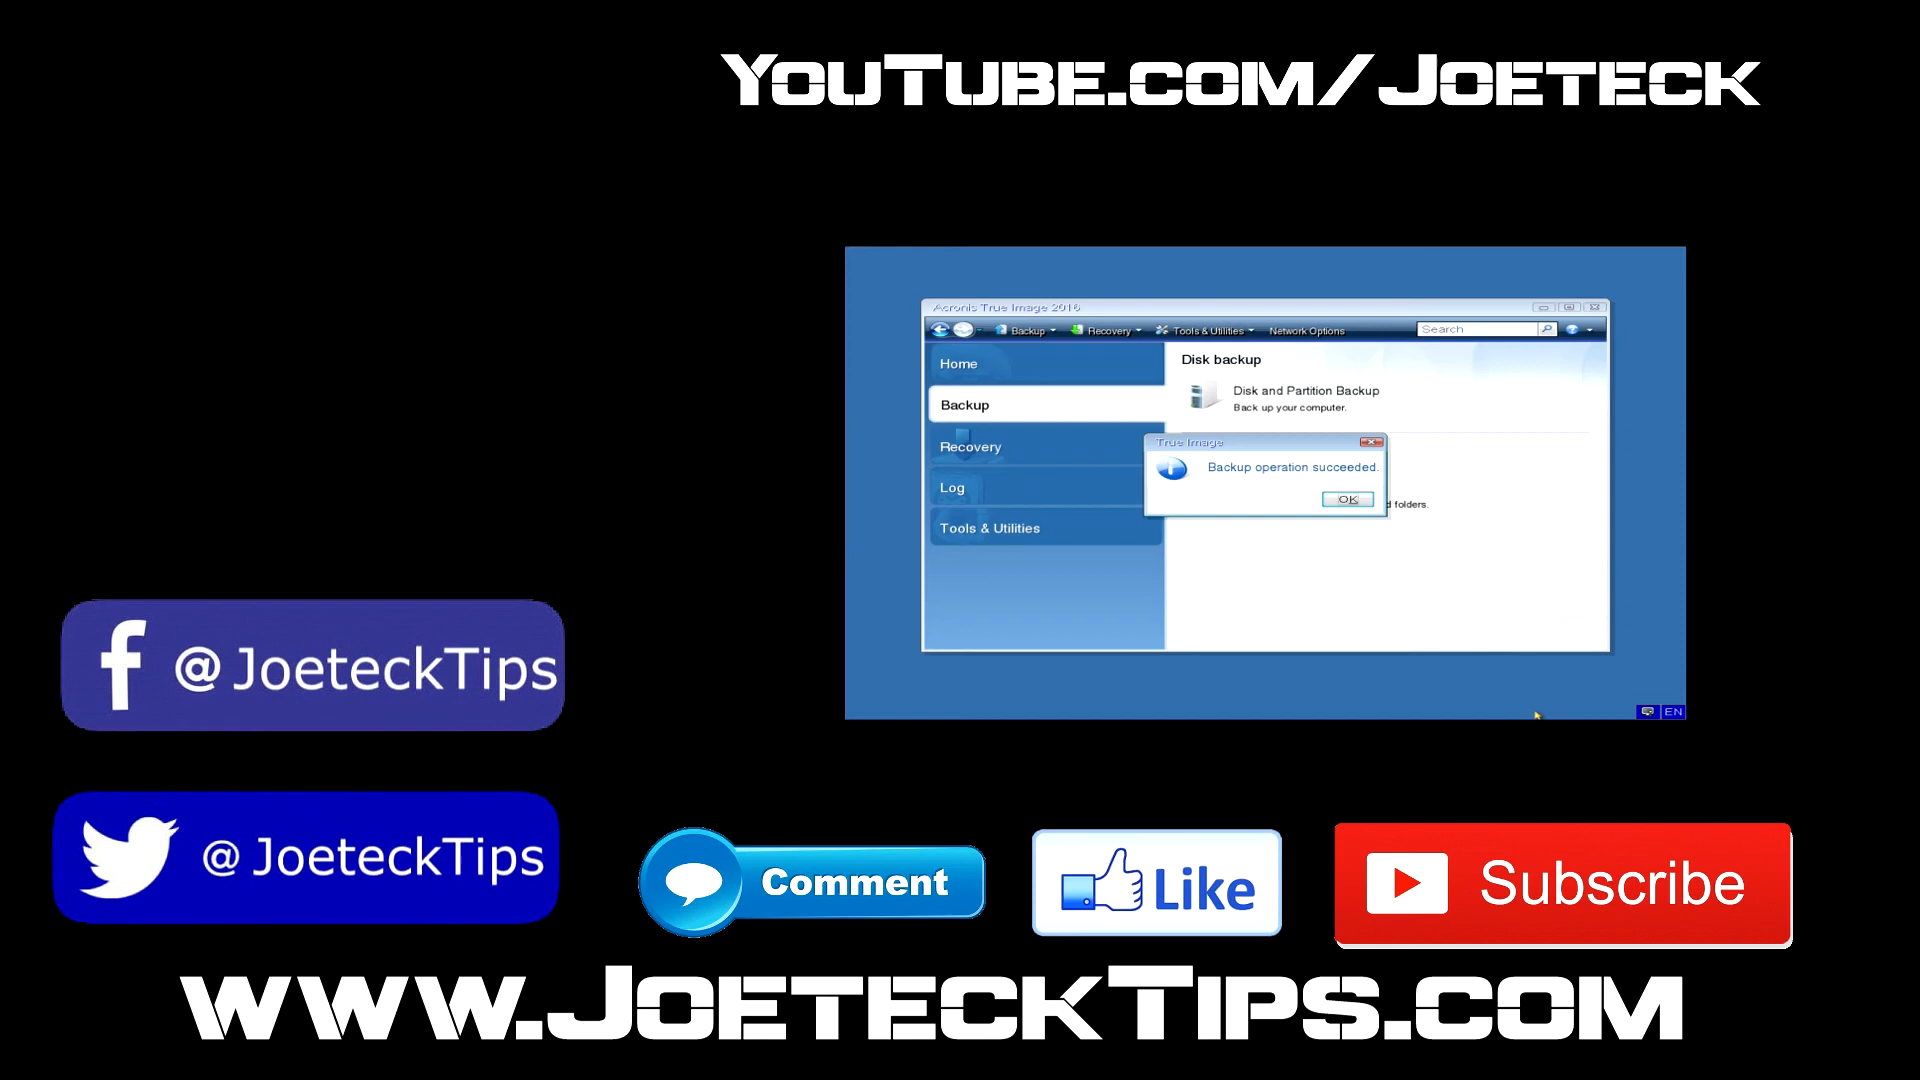 YouTube.com/Joeteck
Acronis True Image 2016
Backup Recovery Tools & Utilities Network Options Search
Home
Backup
Recovery
Log
Tools & Utilities
Disk backup
Disk and Partition Backup
Back up your computer.
True Image
Backup operation succeeded.
OK
d folders.
EN
f @JoeteckTips
@JoeteckTips
Comment
Like
Subscribe
www.JoeteckTips.com